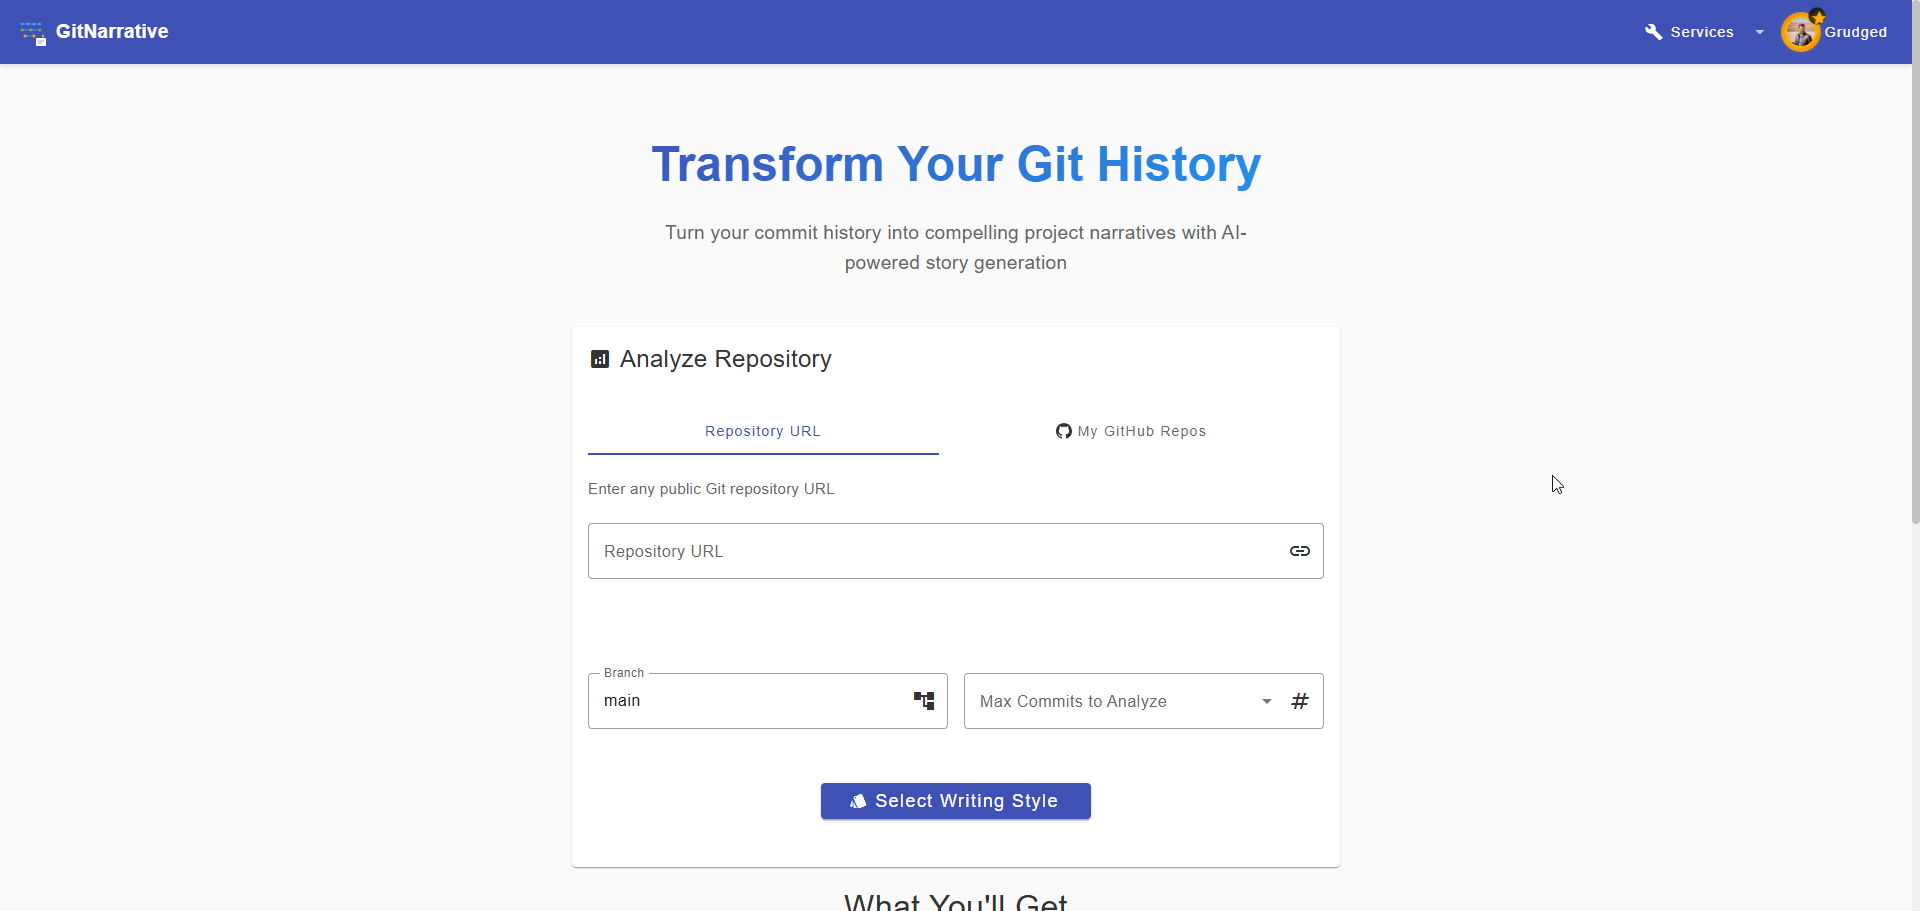 GitNarrative
Services
Grudged
Transform Your Git History
Turn your commit history into compelling project narratives with AI-
powered story generation
Analyze Repository
Repository URL
My GitHub Repos
Enter any public Git repository URL
Repository URL
Branch
main
Max Commits to Analyze
#
Select Writing Style
What You'll Get